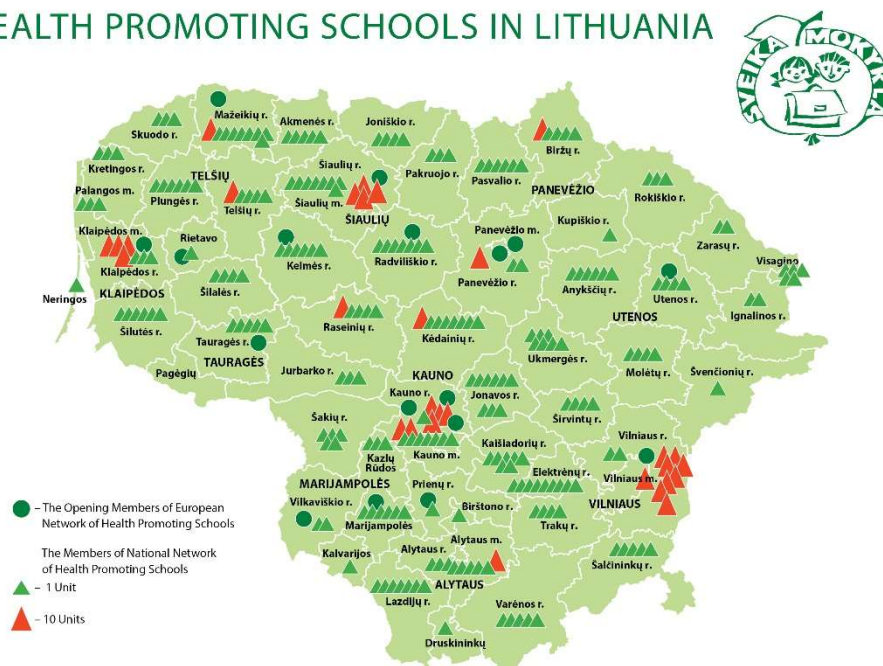 EALTH PROMOTING SCHOOLS IN LITHUANIA
SVEIKA MOKYKLA
Mažeikių r.
Akmenės r.
Joniškio r.
Skuodo r.
Biržų r.
Kretingos r.
TELŠIŲ
Šiaulių r.
Pakruojo r.
Pasvalio r.
PANEVĖŽIO
Rokiškio r.
Palangos m.
Plungės r.
Telšių r.
Šiaulių m.
ŠIAULIŲ
Kupiškio r.
Klaipėdos m.
Rietavo
Panevėžio m.
Zarasų r.
Klaipėdos r.
Kelmės r.
Radviliškio r.
Visagino
Neringos
KLAIPĖDOS
Šilalės r.
Panevėžio r.
Anykščių r.
Utenos r.
Šilutės r.
Raseinių r.
Kėdainių r.
UTENOS
Ignalinos r.
Tauragės r.
Ukmergės r.
TAURAGĖS
Pagėgių
Jurbarko r.
KAUNO
Molėtų r.
Švenčionių r.
Kauno r.
Jonavos r.
Šakių r.
Širvintų r.
Kazlų
Rūdos
Kauno m.
Kaišiadorių r.
Vilniaus r.
MARIJAMPOLĖS
Prienų r.
Elektrėnų r.
Vilniaus m.
Vilkaviškio r.
Marijampolės
Birštono r.
VILNIAUS
Trakų r.
Kalvarijos
Alytaus r.
Alytaus m.
Šalčininkų r.
ALYTAUS
Lazdijų r.
Varėnos r.
Druskininkų
– The Opening Members of European
Network of Health Promoting Schools
The Members of National Network
of Health Promoting Schools
– 1 Unit
– 10 Units